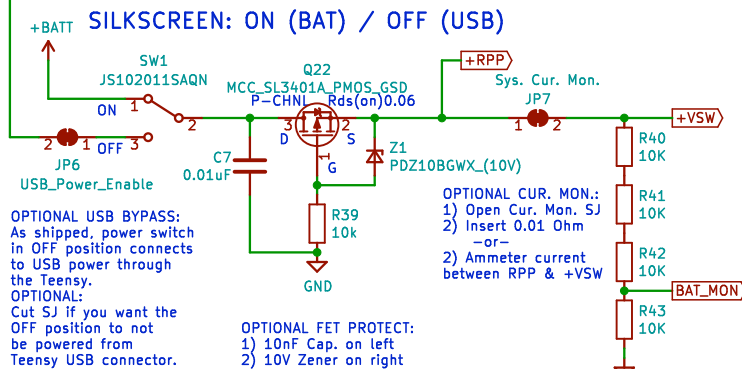 SILKSCREEN: ON (BAT) / OFF (USB)
+BATT
SW1
JS102011SAQN
ON
1
2
3
OFF
2
1
JP6
USB_Power_Enable
C7
0.01uF
Q22
MCC_SL3401A_PMOS_GSD
P-CHNL Rds(on)0.06
3
2
D
S
1
G
Z1
PDZ10BGWX_(10V)
R39
10k
GND
+RPP
Sys. Cur. Mon.
JP7
1
2
+VSW
R40
10K
R41
10K
R42
10K
BAT_MON
R43
10K
OPTIONAL CUR. MON.:
1) Open Cur. Mon. SJ
2) Insert 0.01 Ohm
-or-
2) Ammeter current
between RPP & +VSW
OPTIONAL USB BYPASS:
As shipped, power switch
in OFF position connects
to USB power through
the Teensy.
OPTIONAL:
Cut SJ if you want the
OFF position to not
be powered from
Teensy USB connector.
OPTIONAL FET PROTECT:
1) 10nF Cap. on left
2) 10V Zener on right